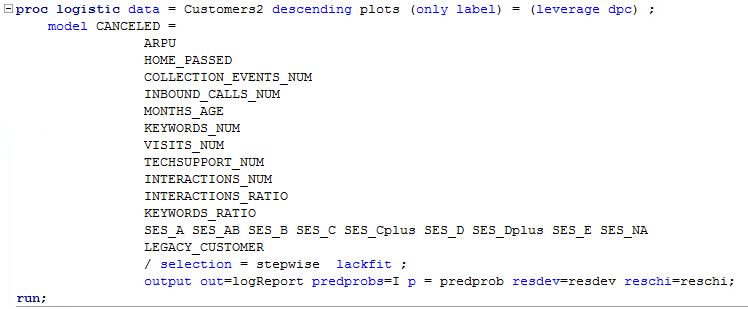 proc logistic data = Customers2 descending plots (only label) = (leverage dpc) ;
model CANCELED =
ARPU
HOME_PASSED
COLLECTION_EVENTS_NUM
INBOUND_CALLS_NUM
MONTHS_AGE
KEYWORDS_NUM
VISITS_NUM
TECHSUPPORT_NUM
INTERACTIONS_NUM
INTERACTIONS_RATIO
KEYWORDS_RATIO
SES_A SES_AB SES_B SES_C SES_Cplus SES_D SES_Dplus SES_E SES_NA
LEGACY_CUSTOMER
/ selection = stepwise lackfit ;
output out=logReport predprobs=I p = predprob resdev=resdev reschi=reschi;
run;